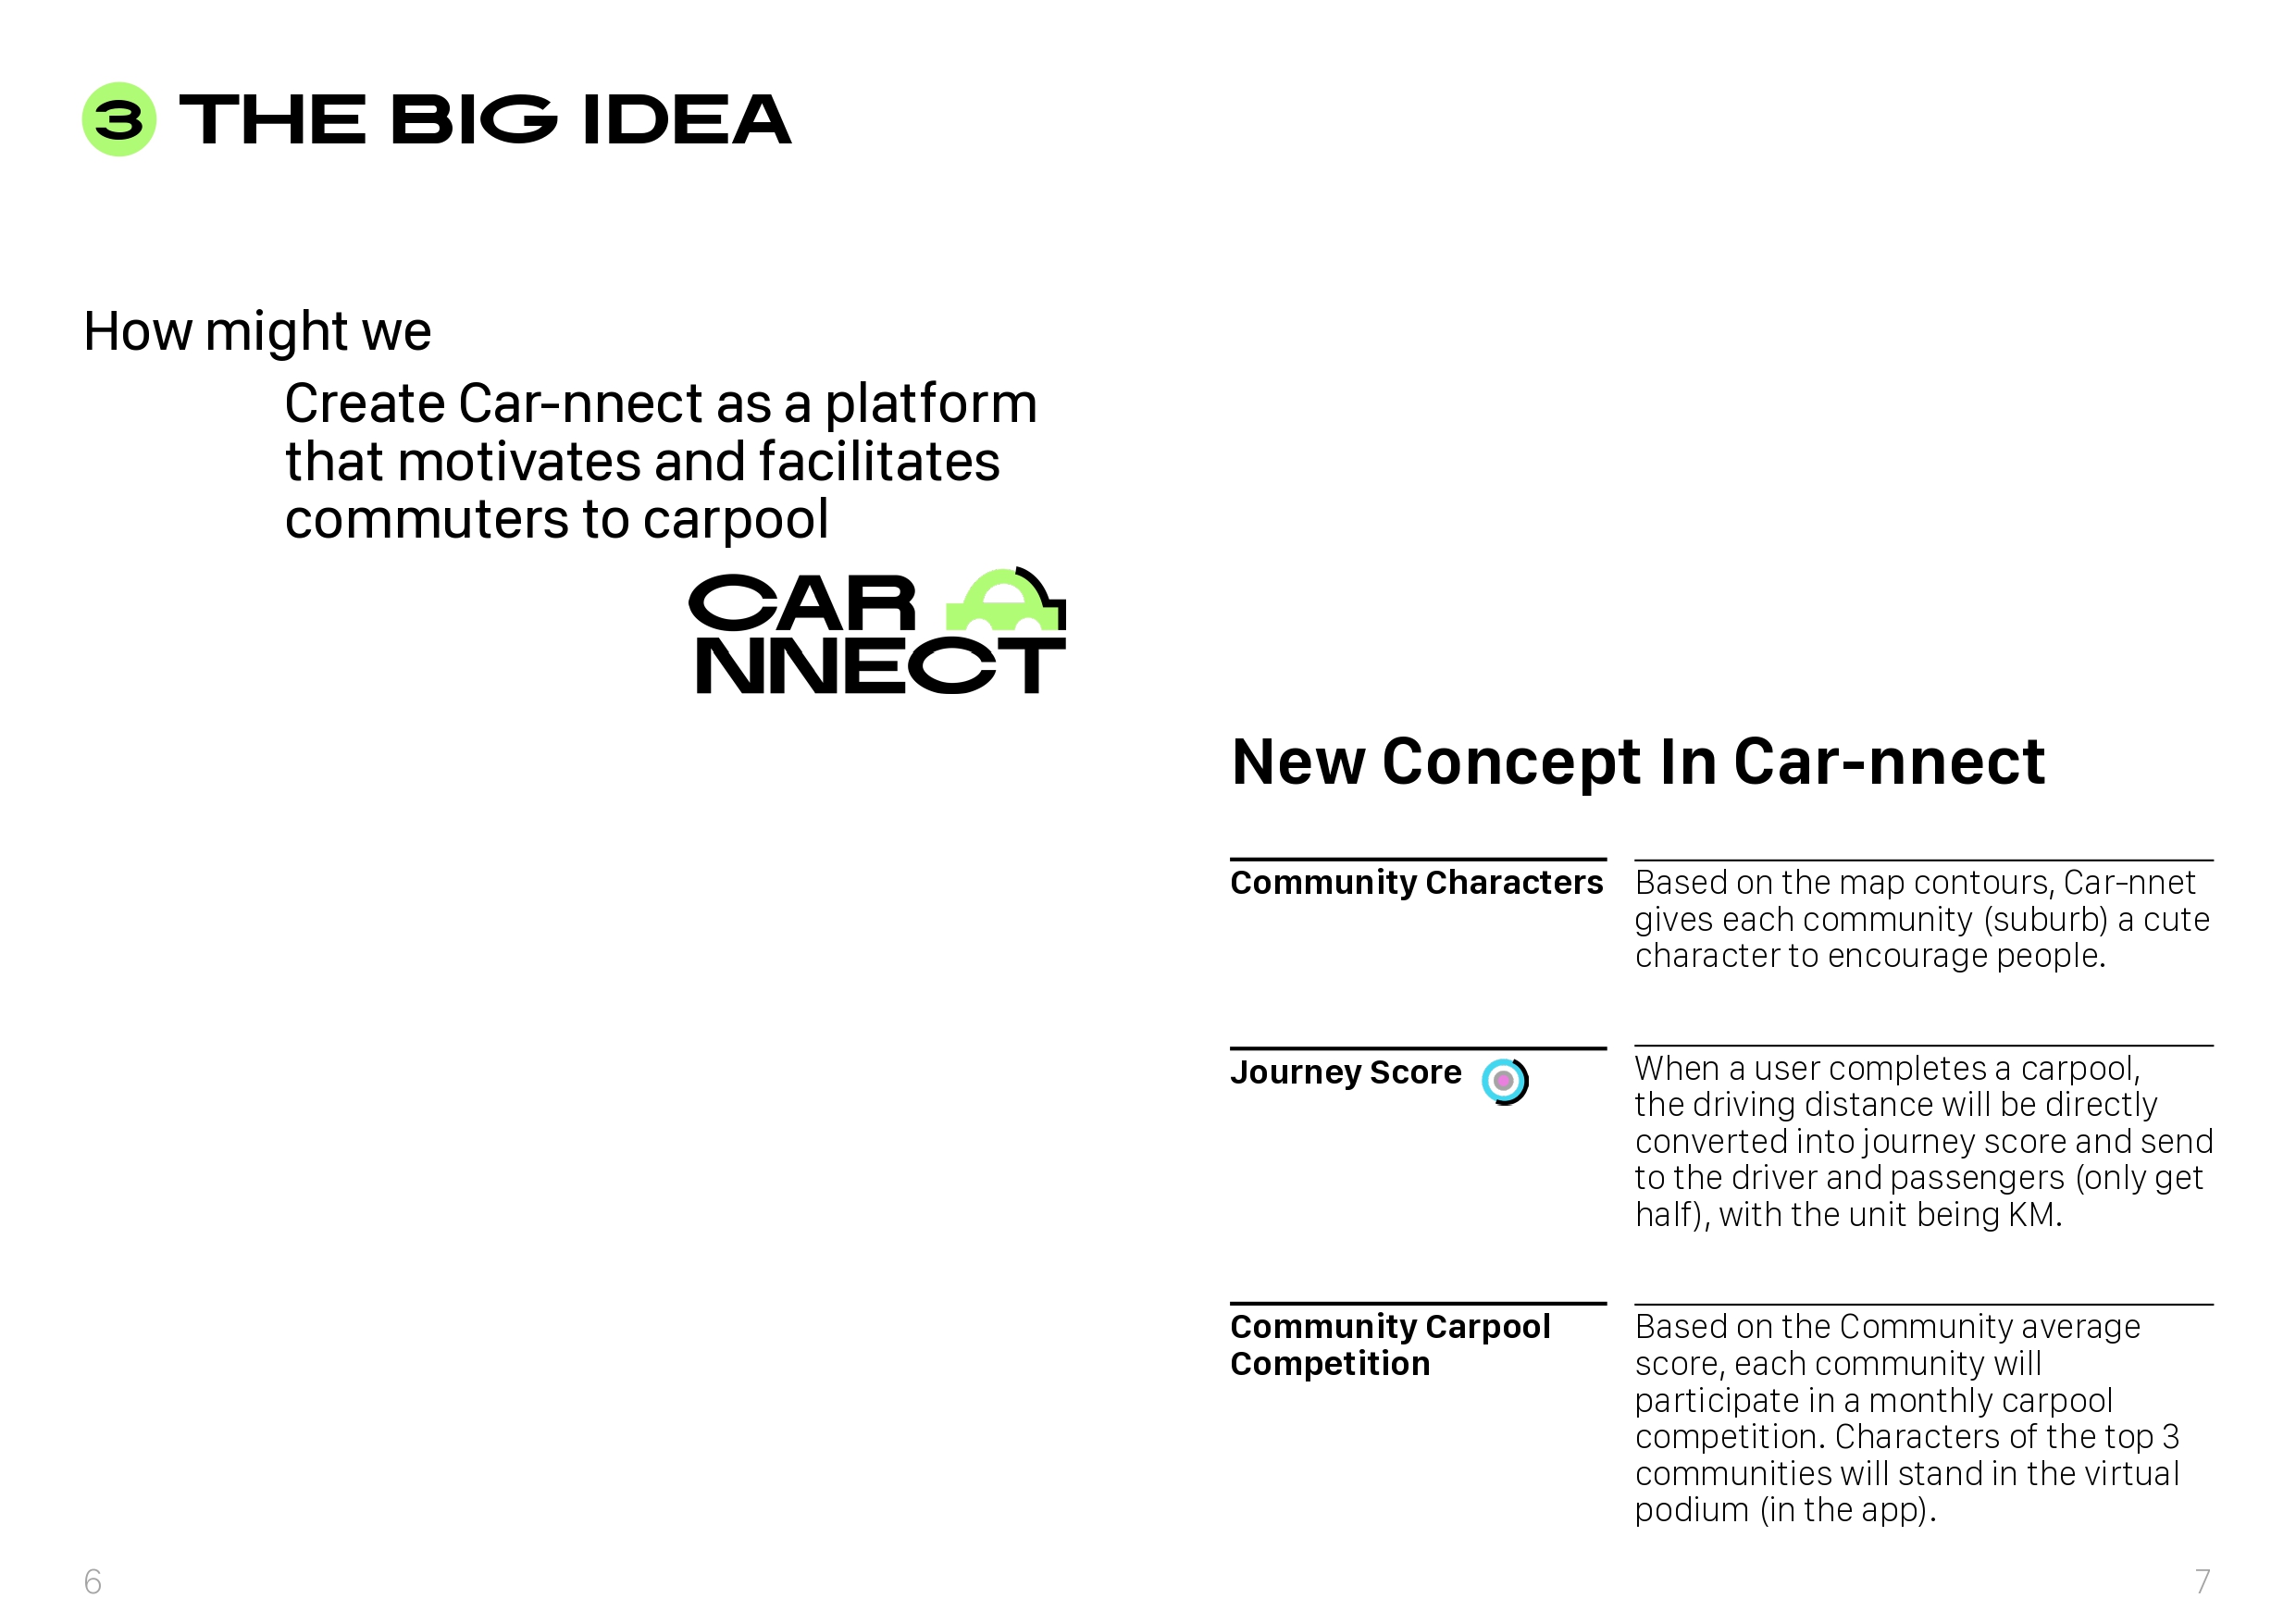 3 THE BIG IDEA
How might we
Create Car-nnect as a platform
that motivates and facilitates
commuters to carpool
CAR
NNECT
New Concept In Car-nnect
Community Characters
Based on the map contours, Car-nnet
gives each community (suburb) a cute
character to encourage people.
Journey Score
When a user completes a carpool,
the driving distance will be directly
converted into journey score and send
to the driver and passengers (only get
half), with the unit being KM.
Community Carpool
Competition
Based on the Community average
score, each community will
participate in a monthly carpool
competition. Characters of the top 3
communities will stand in the virtual
podium (in the app).
6
7